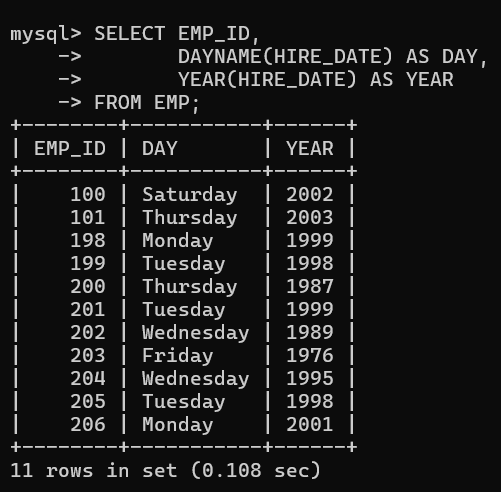 mysql> SELECT EMP_ID,
    ->        DAYNAME(HIRE_DATE) AS DAY,
    ->        YEAR(HIRE_DATE) AS YEAR
    -> FROM EMP;
+--------+-----------+------+
| EMP_ID | DAY       | YEAR |
+--------+-----------+------+
|    100 | Saturday  | 2002 |
|    101 | Thursday  | 2003 |
|    198 | Monday    | 1999 |
|    199 | Tuesday   | 1998 |
|    200 | Thursday  | 1987 |
|    201 | Tuesday   | 1999 |
|    202 | Wednesday | 1989 |
|    203 | Friday    | 1976 |
|    204 | Wednesday | 1995 |
|    205 | Tuesday   | 1998 |
|    206 | Monday    | 2001 |
+--------+-----------+------+
11 rows in set (0.108 sec)